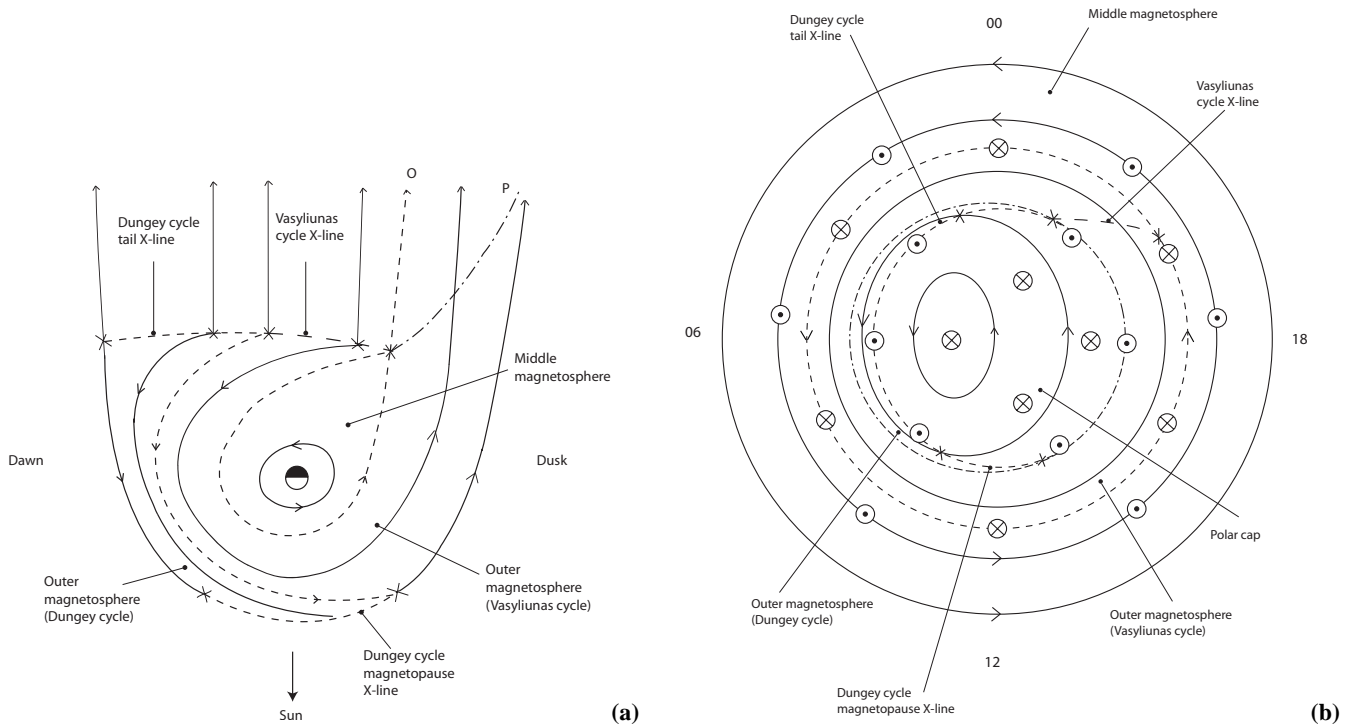 Dungey cycle
tail X-line
Vasyliunas
cycle X-line
O
P
Middle
magnetosphere
Dawn
Dusk
Outer
magnetosphere
(Dungey cycle)
Outer
magnetosphere
(Vasyliunas cycle)
Dungey cycle
magnetopause
X-line
Sun
(a)
Dungey cycle
tail X-line
00
Middle magnetosphere
Vasyliunas
cycle X-line
06
18
Polar cap
Outer magnetosphere
(Dungey cycle)
Outer magnetosphere
(Vasyliunas cycle)
12
Dungey cycle
magnetopause X-line
(b)